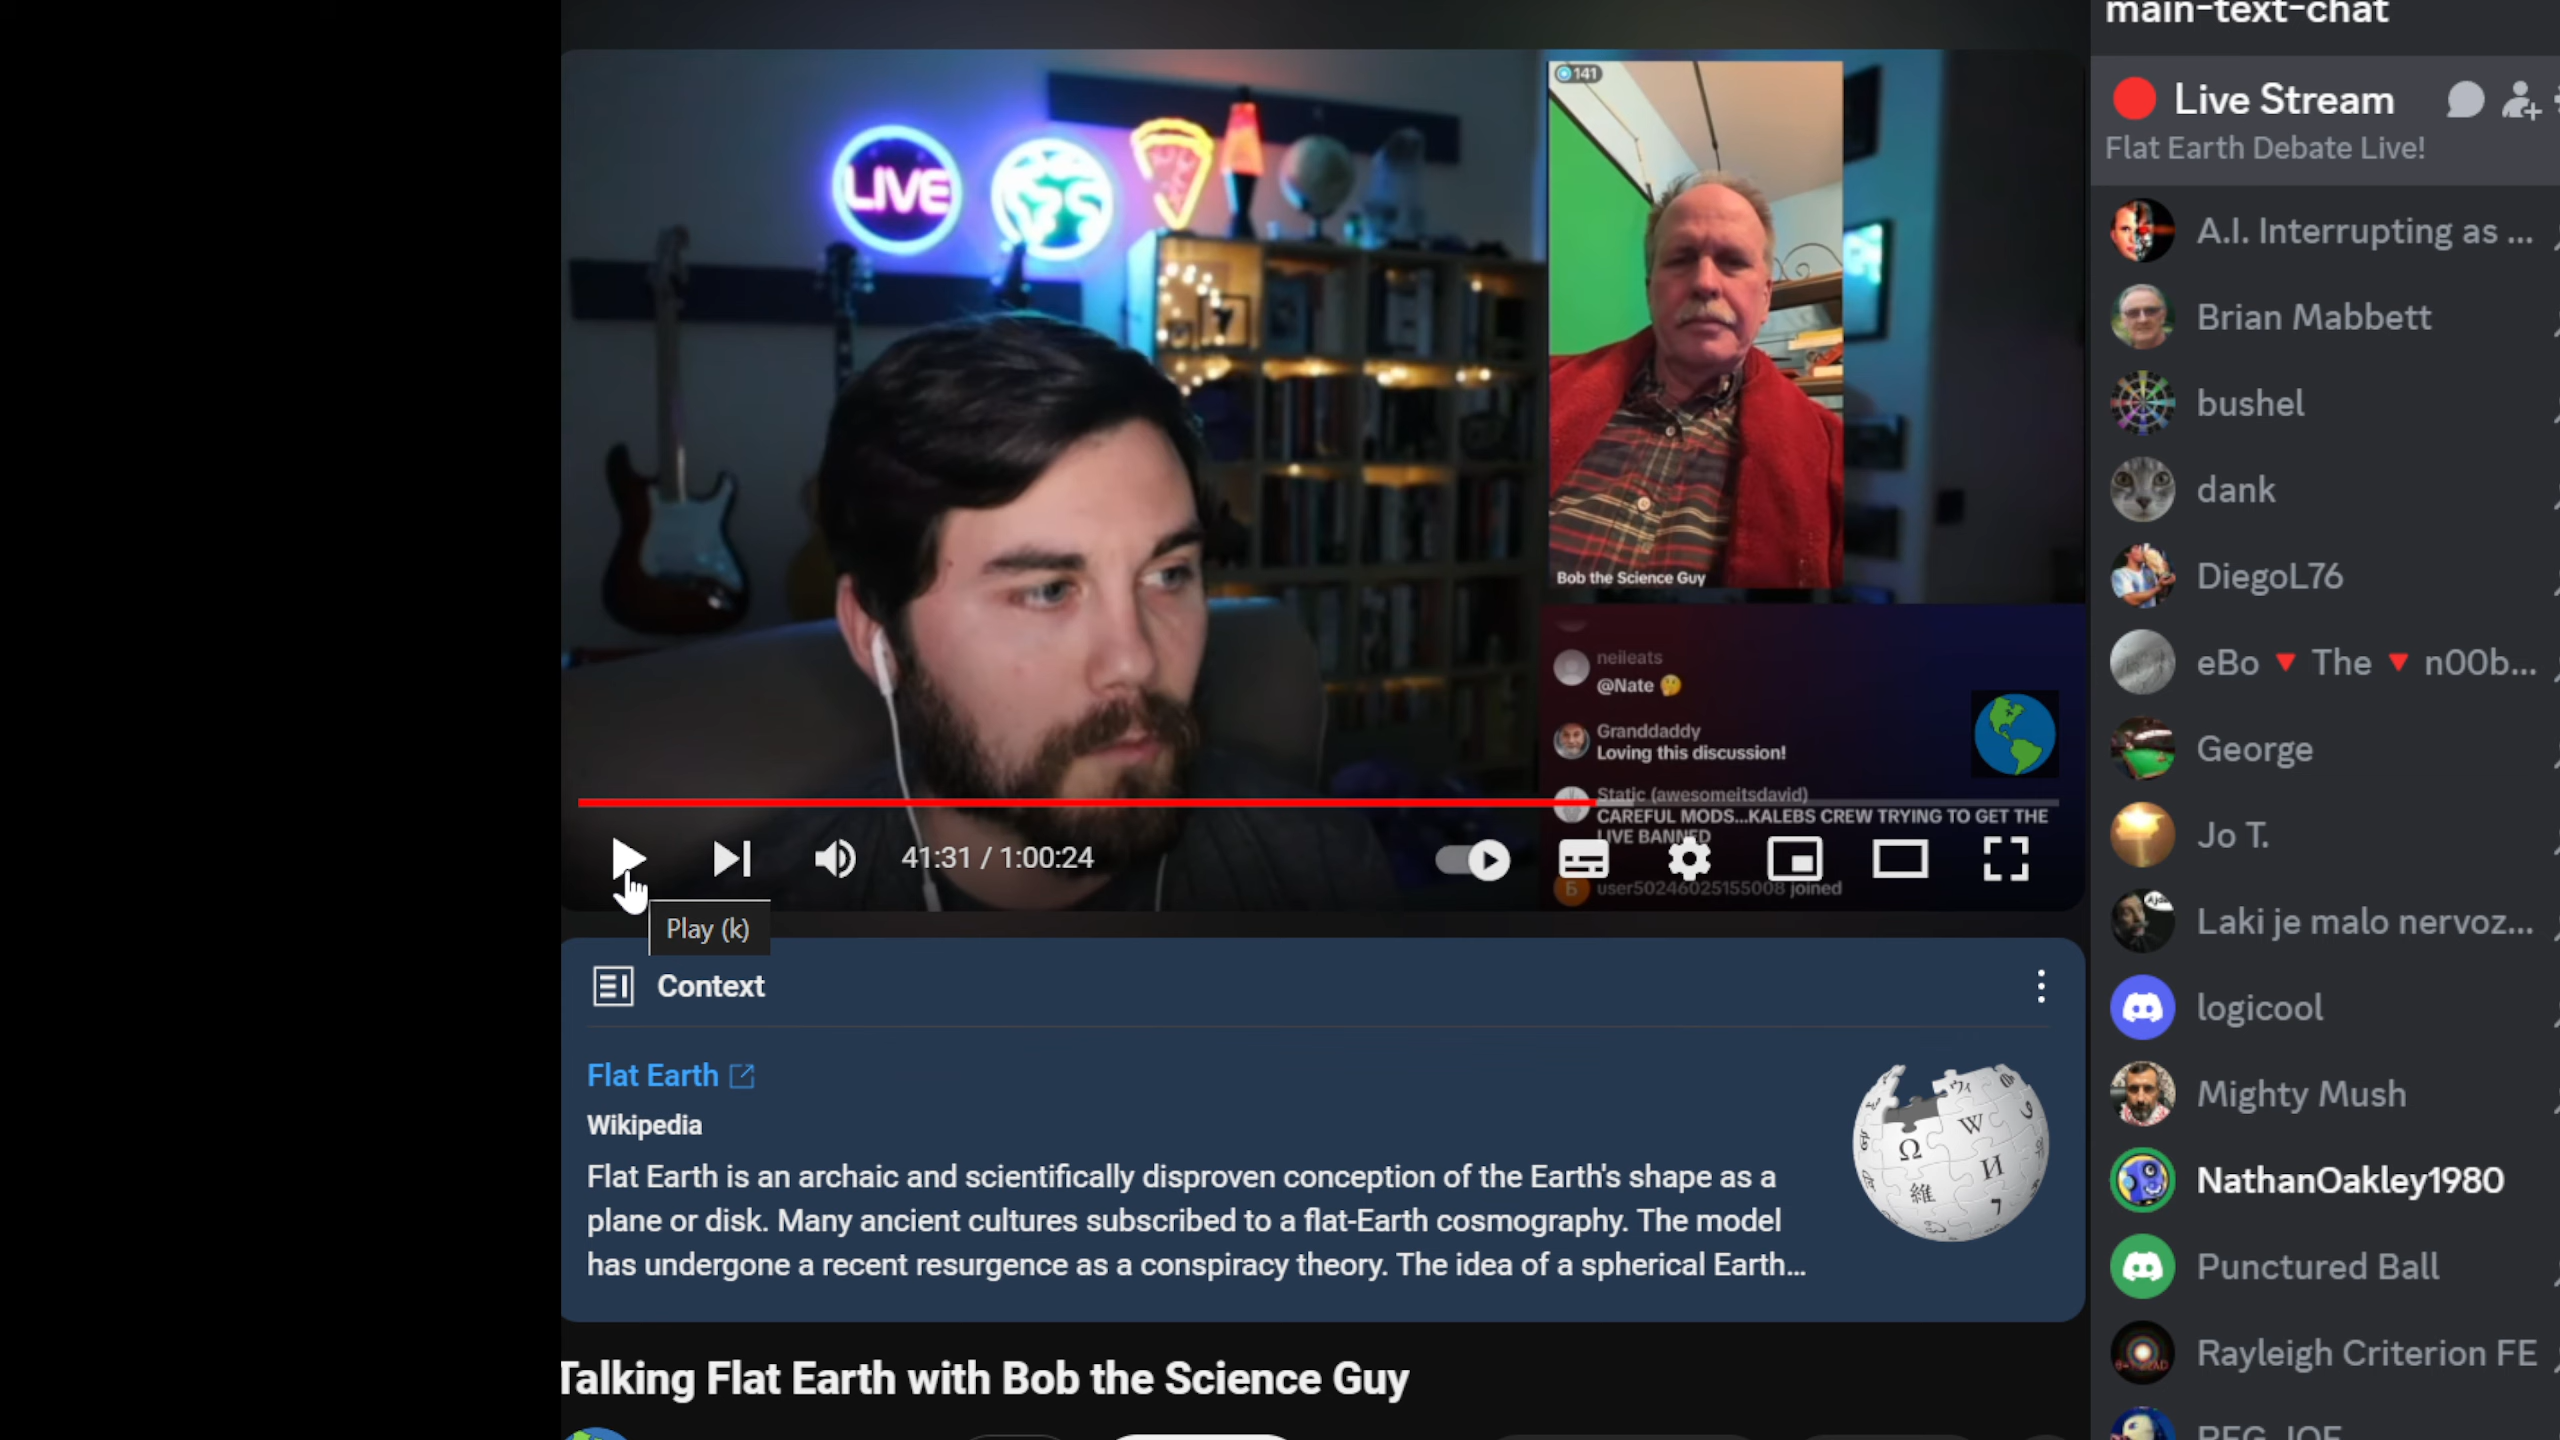 LIVE
141
Bob the Science Guy
neileats
@Nate 🤔
Granddaddy
Loving this discussion!
Static (awesomeitsdavid)
CAREFUL MODS...KALEBS CREW TRYING TO GET THE
LIVE BANNED
user50246025155008 joined
41:31 / 1:00:24
Play (k)
Context
Flat Earth
Wikipedia
Flat Earth is an archaic and scientifically disproven conception of the Earth's shape as a
plane or disk. Many ancient cultures subscribed to a flat-Earth cosmography. The model
has undergone a recent resurgence as a conspiracy theory. The idea of a spherical Earth...
Talking Flat Earth with Bob the Science Guy
main-text-chat
Live Stream
Flat Earth Debate Live!
A.I. Interrupting as ...
Brian Mabbett
bushel
dank
DiegoL76
eBo 🔻 The 🔻 n00b...
George
Jo T.
Laki je malo nervoz...
logicool
Mighty Mush
NathanOakley1980
Punctured Ball
Rayleigh Criterion FE